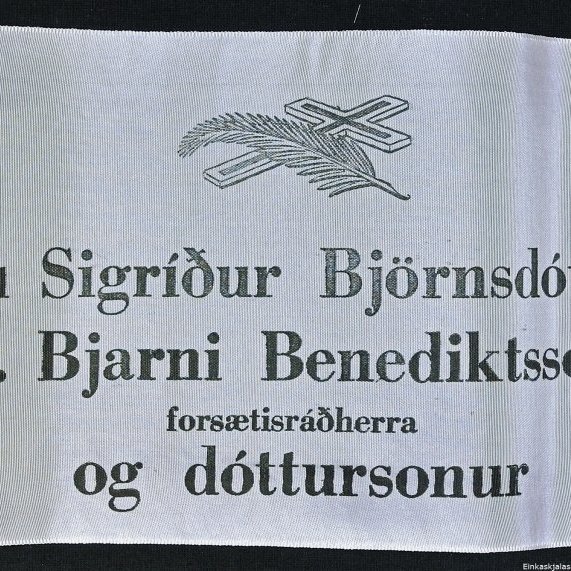 Sigríður Björnsdó
Bjarni Benediktss
forsætisráðherra
og dóttursonur
Einkaskjalas